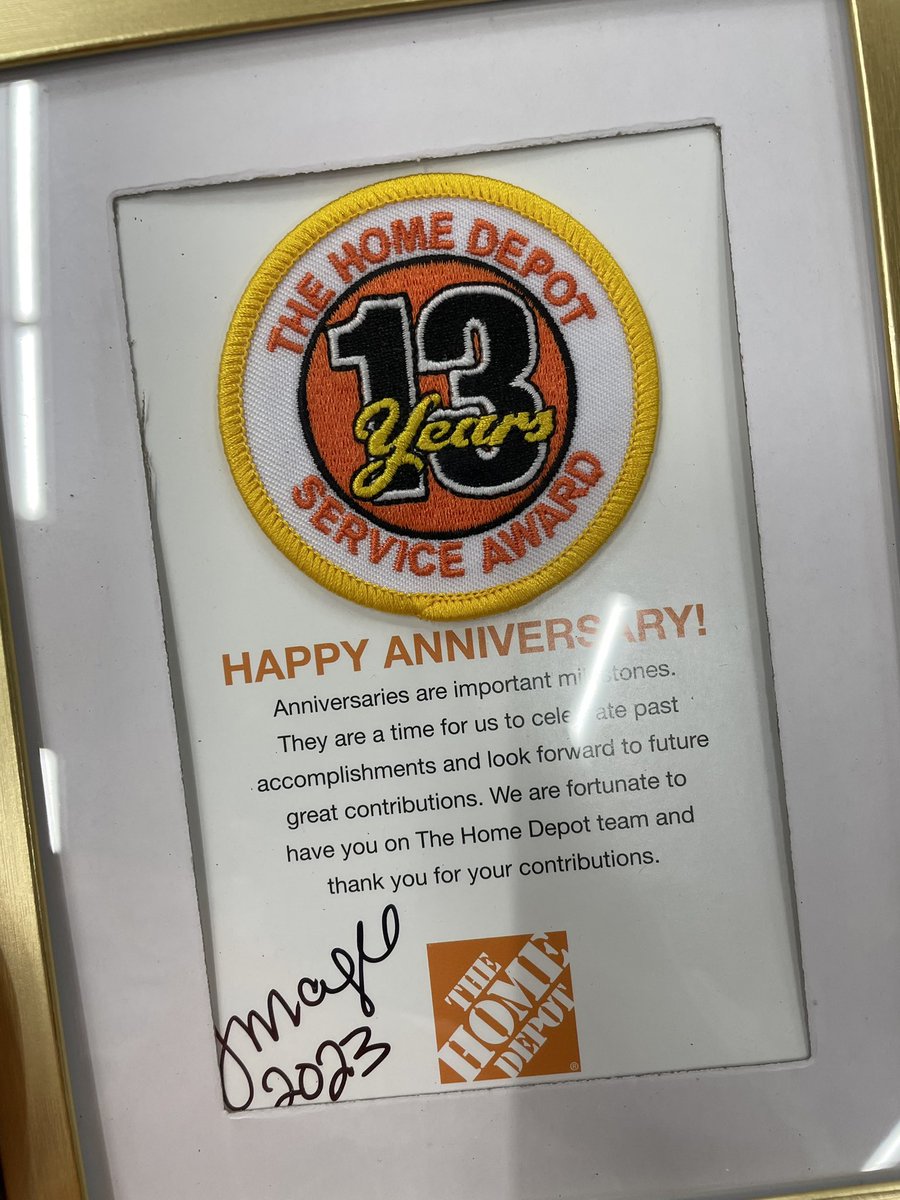 THE HOME DEPOT
13
Years
SERVICE AWARD
HAPPY ANNIVERSARY!
Anniversaries are important milestones.
They are a time for us to celebrate past
accomplishments and look forward to future
great contributions. We are fortunate to
have you on The Home Depot team and
thank you for your contributions.
2023
THE
HOME
DEPOT
®